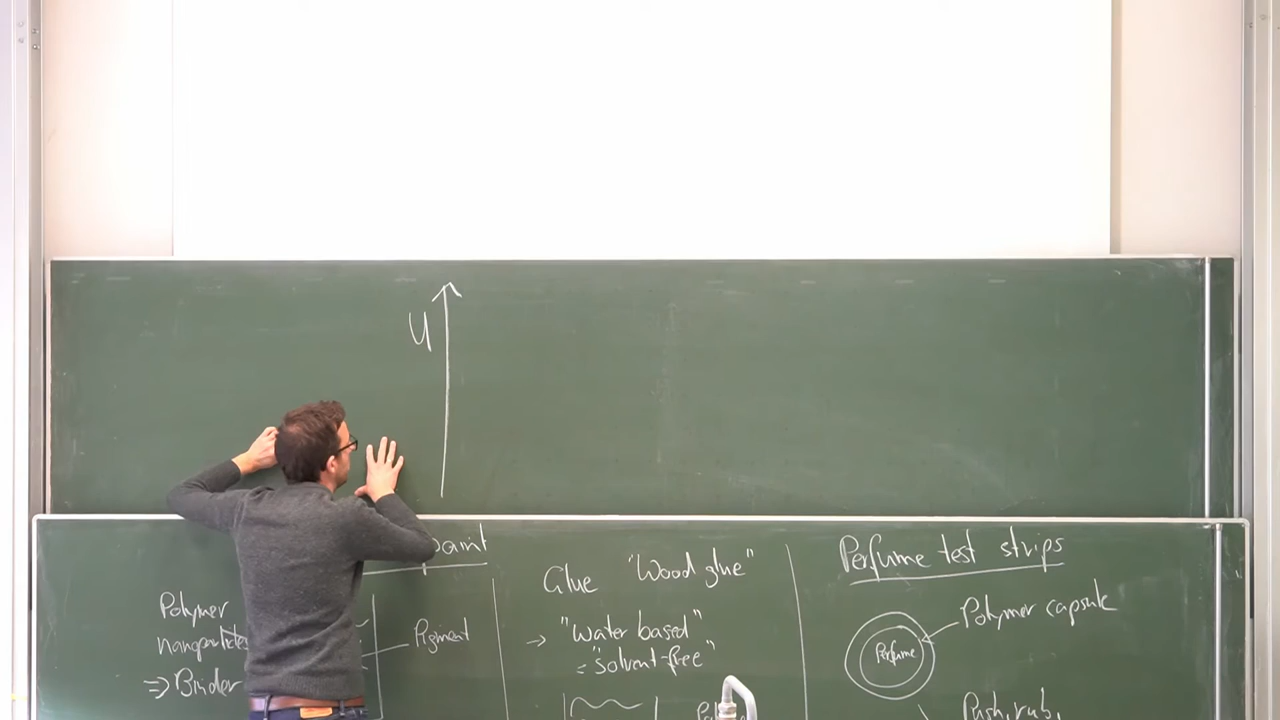 U
paint
Polymer
nanoparticles
⇒ Binder
Pigment
Glue "Wood glue"
→ "Water based"
= "Solvent-free"
Perfume test strips
Polymer capsule
Perfume
Push, rub,